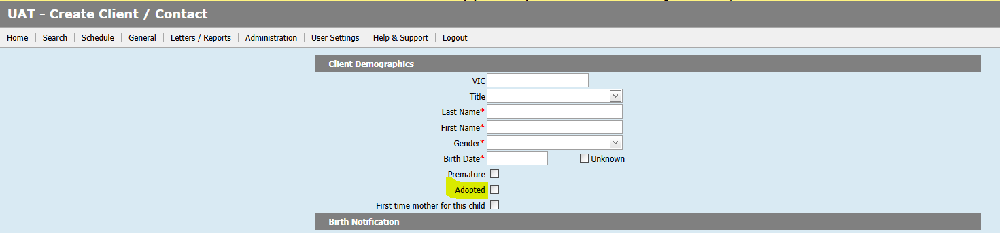 UAT - Create Client / Contact
Home Search Schedule General Letters / Reports Administration User Settings Help & Support Logout
Client Demographics
VIC
Title
Last Name*
First Name*
Gender*
Birth Date* Unknown
Premature
Adopted
First time mother for this child
Birth Notification